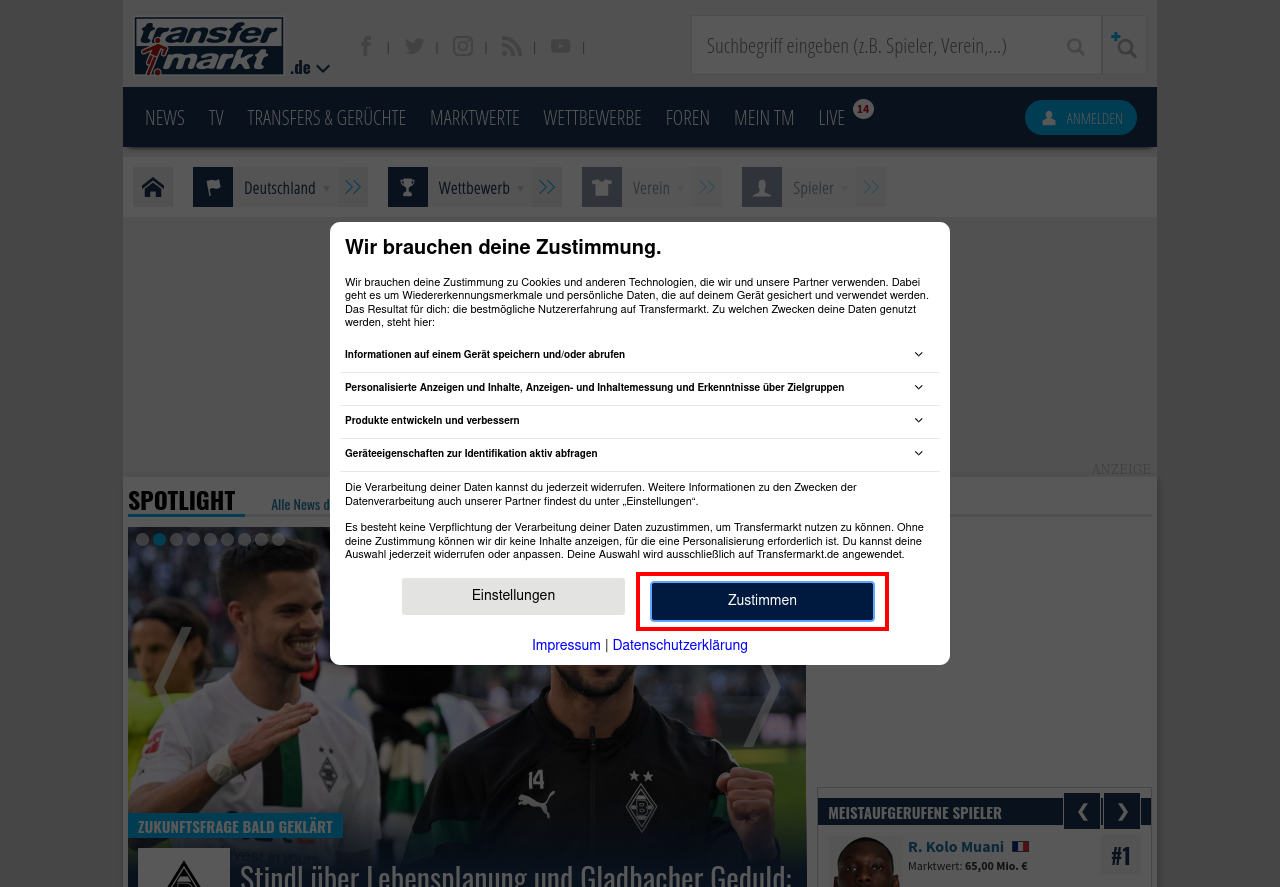 transfer
markt
.de
Suchbegriff eingeben (z.B. Spieler, Verein,...)
NEWS TV TRANSFERS & GERÜCHTE MARKTWERTE WETTBEWERBE FOREN MEIN TM LIVE 14 ANMELDEN
Deutschland Wettbewerb Verein Spieler
Wir brauchen deine Zustimmung.
Wir brauchen deine Zustimmung zu Cookies und anderen Technologien, die wir und unsere Partner verwenden. Dabei
geht es um Wiedererkennungsmerkmale und persönliche Daten, die auf deinem Gerät gesichert und verwendet werden.
Das Resultat für dich: die bestmögliche Nutzererfahrung auf Transfermarkt. Zu welchen Zwecken deine Daten genutzt
werden, steht hier:
Informationen auf einem Gerät speichern und/oder abrufen
Personalisierte Anzeigen und Inhalte, Anzeigen- und Inhaltemessung und Erkenntnisse über Zielgruppen
Produkte entwickeln und verbessern
Geräteeigenschaften zur Identifikation aktiv abfragen
Die Verarbeitung deiner Daten kannst du jederzeit widerrufen. Weitere Informationen zu den Zwecken der
Datenverarbeitung auch unserer Partner findest du unter „Einstellungen“.
Es besteht keine Verpflichtung der Verarbeitung deiner Daten zuzustimmen, um Transfermarkt nutzen zu können. Ohne
deine Zustimmung können wir dir keine Inhalte anzeigen, für die eine Personalisierung erforderlich ist. Du kannst deine
Auswahl jederzeit widerrufen oder anpassen. Deine Auswahl wird ausschließlich auf Transfermarkt.de angewendet.
Einstellungen Zustimmen
Impressum | Datenschutzerklärung
ANZEIGE
SPOTLIGHT Alle News d
14
ZUKUNFTSFRAGE BALD GEKLÄRT
Stindl über Lebensplanung und Gladbacher Geduld:
MEISTAUFGERUFENE SPIELER
R. Kolo Muani
Marktwert: 65,00 Mio. €
#1